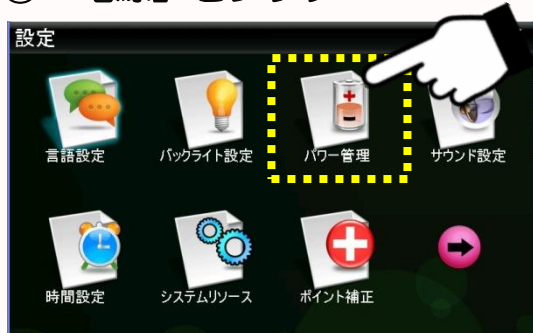 設定
言語設定
バックライト設定
パワー管理
サウンド設定
時間設定
システムリソース
ポイント補正